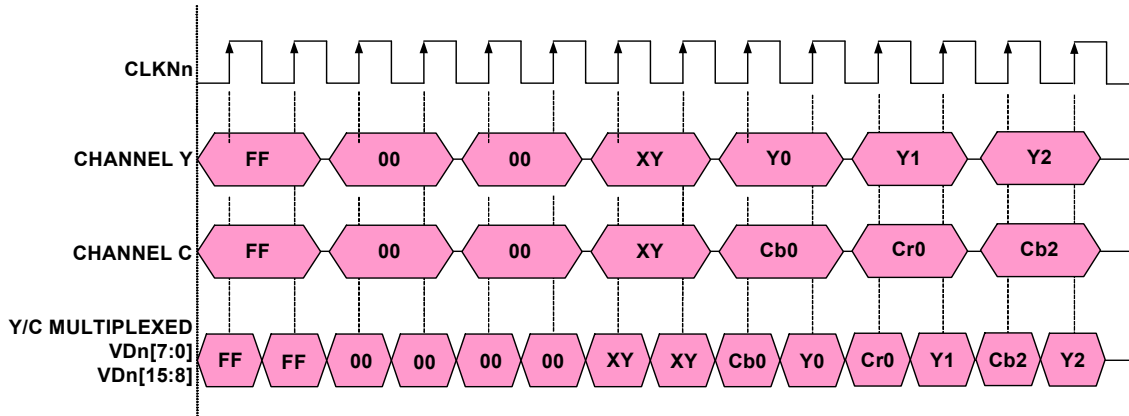 CLKNn
CHANNEL Y FF 00 00 XY Y0 Y1 Y2
CHANNEL C FF 00 00 XY Cb0 Cr0 Cb2
Y/C MULTIPLEXED
VDn[7:0]
VDn[15:8]
FF FF 00 00 00 00 XY XY Cb0 Y0 Cr0 Y1 Cb2 Y2